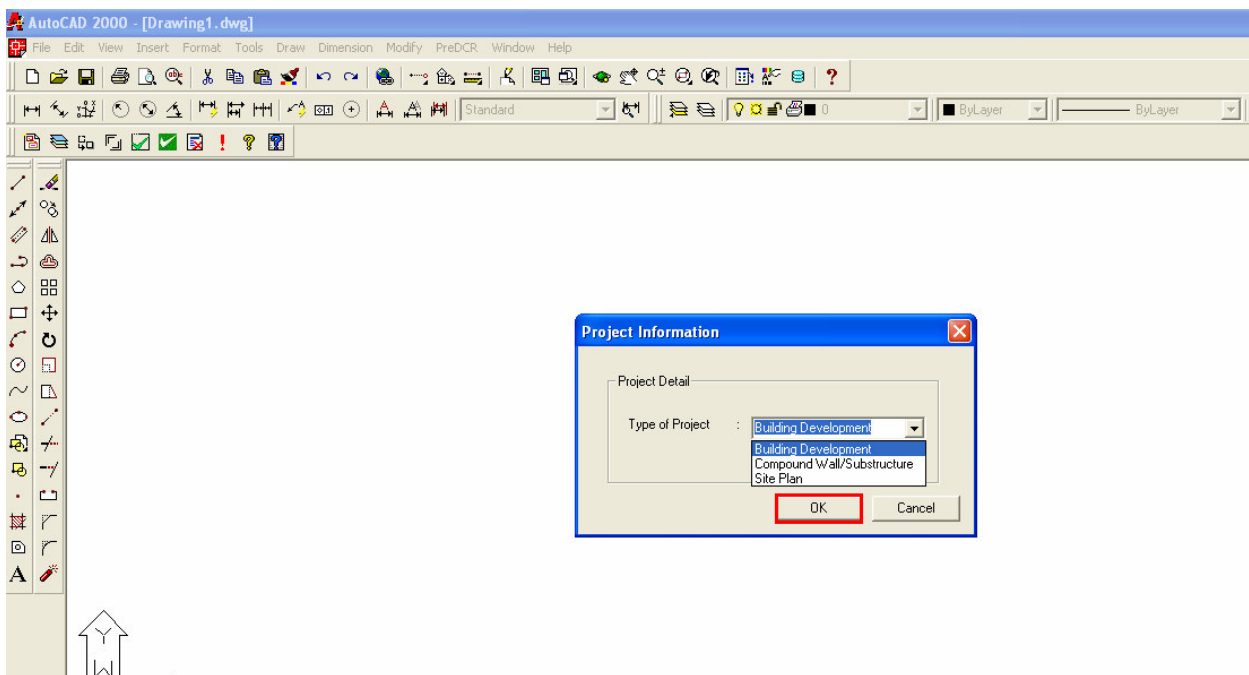 AutoCAD 2000 - [Drawing1.dwg]
File Edit View Insert Format Tools Draw Dimension Modify PreDCR Window Help
Standard 0 ByLayer ByLayer
Project Information
Project Detail
Type of Project : Building Development
Building Development
Compound Wall/Substructure
Site Plan
OK Cancel
A
Y
W